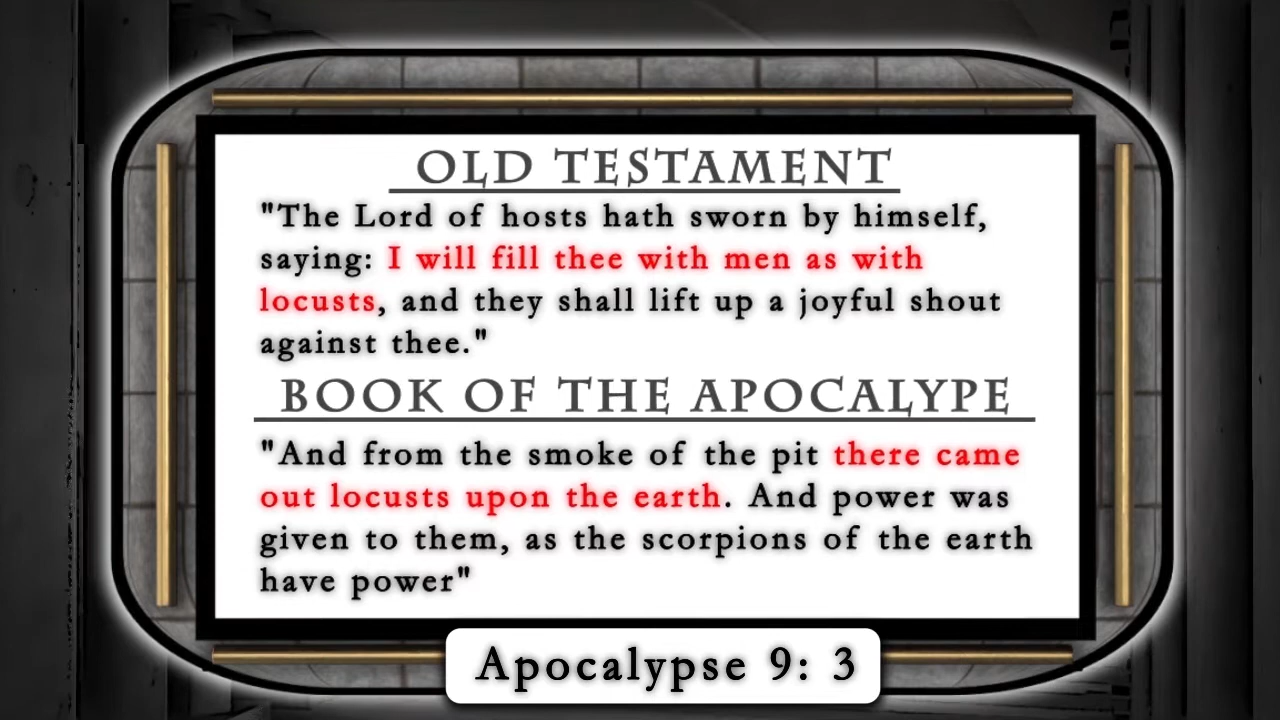 OLD TESTAMENT
"The Lord of hosts hath sworn by himself,
saying: I will fill thee with men as with
locusts, and they shall lift up a joyful shout
against thee."
BOOK OF THE APOCALYPE
"And from the smoke of the pit there came
out locusts upon the earth. And power was
given to them, as the scorpions of the earth
have power"
Apocalypse 9: 3